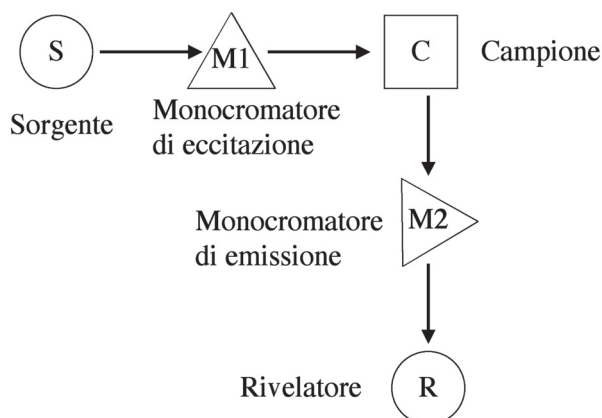 S
M1
C
Campione
Sorgente
Monocromatore
di eccitazione
Monocromatore
di emissione
M2
Rivelatore
R